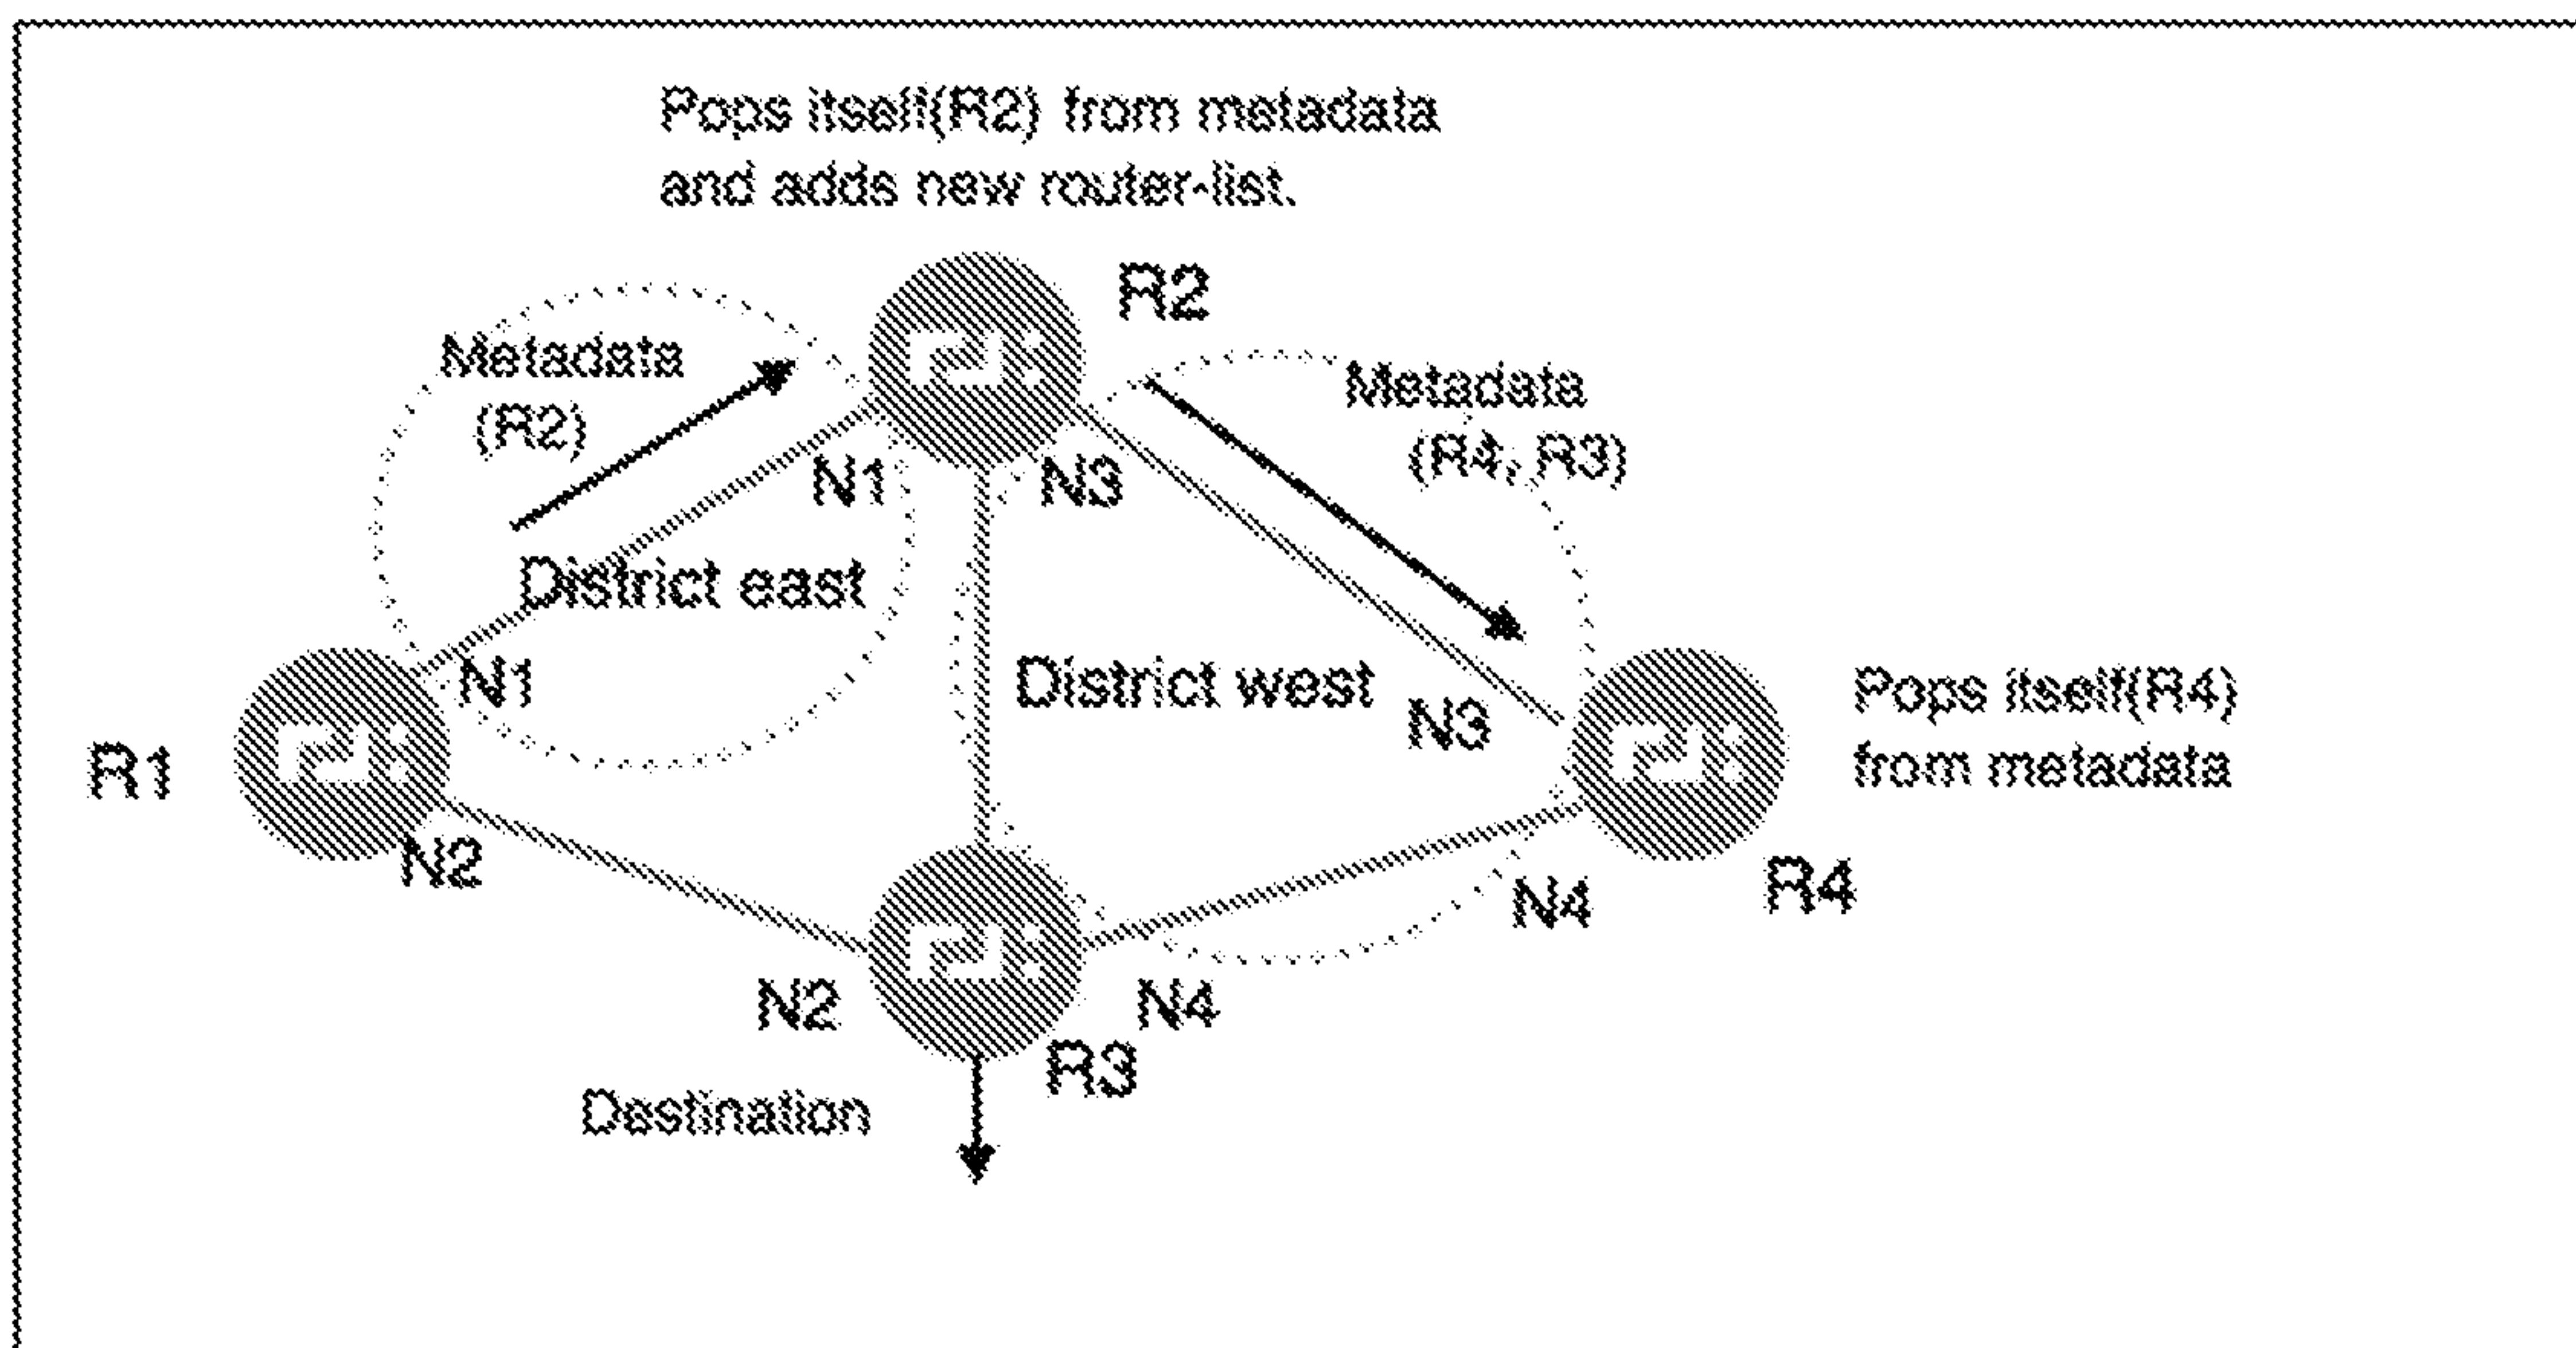 Pops itself(R2) from metadata
and adds new router-list.
R2
Metadata
(R2)
Metadata
(R4, R3)
N1
N3
District east
N1
District west
N3
R1
Pops itself(R4)
from metadata
N2
R4
N4
N2
N4
R3
Destination